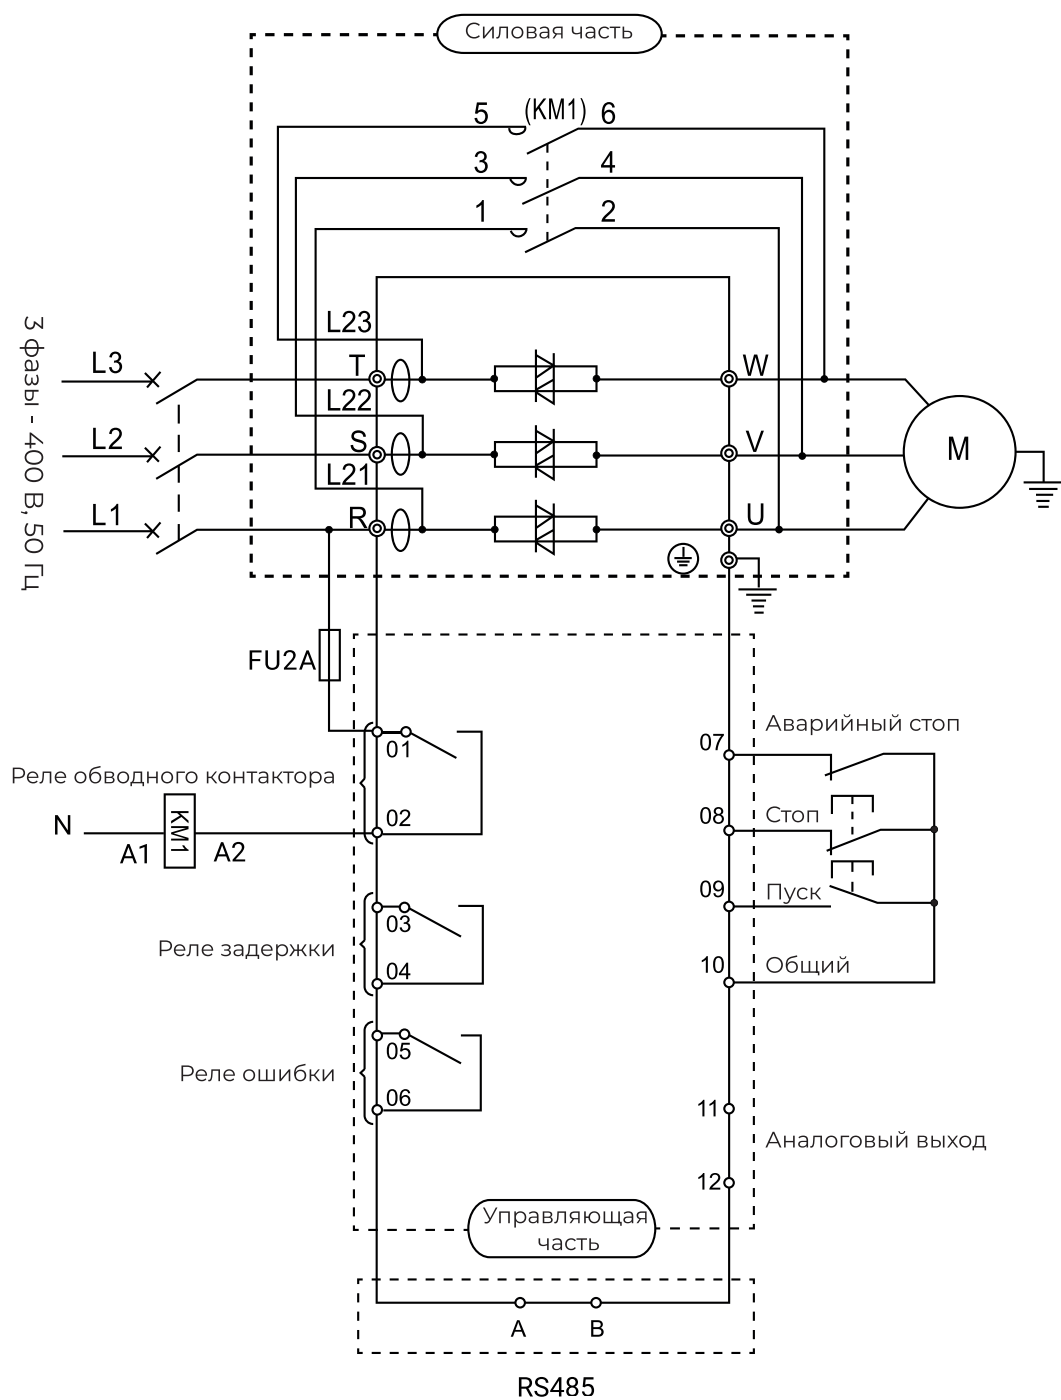 Силовая часть
5 (KM1) 6
3 4
1 2
3 фазы - 400 В, 50 Гц
L23
L3 T W
L22
L2 S V M
L21
L1 R U
FU2A
Аварийный стоп
07
01
Реле обводного контактора
02 08 Стоп
N KM1
A1 A2
09 Пуск
03
Реле задержки
04 10 Общий
05
Реле ошибки
06
11
Аналоговый выход
12
Управляющая
часть
A B
RS485